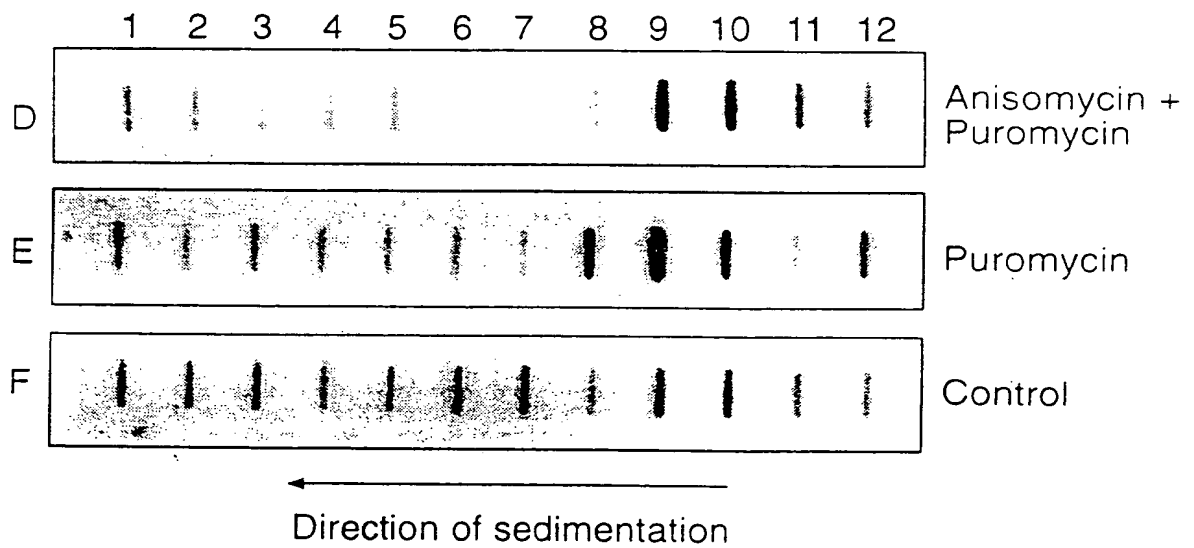 1 2 3 4 5 6 7 8 9 10 11 12
D
Anisomycin +
Puromycin
E
Puromycin
F
Control
Direction of sedimentation